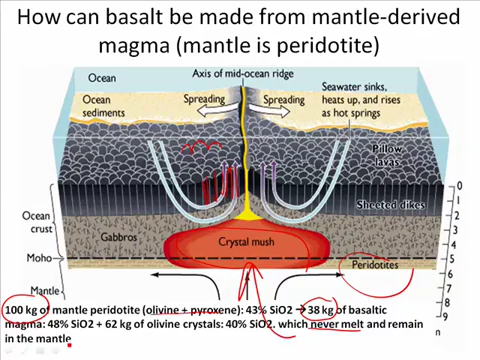 How can basalt be made from mantle-derived
magma (mantle is peridotite)
Ocean
Axis of mid-ocean ridge
Ocean
sediments
Spreading
Spreading
Seawater sinks,
heats up, and rises
as hot springs
Pillow
lavas
Sheeted dikes
Ocean
crust
Gabbros
Crystal mush
Moho
Peridotites
Mantle
0
1
2
3
4
5
6
7
8
9
100 kg of mantle peridotite (olivine + pyroxene): 43% SiO2 → 38 kg of basaltic
magma: 48% SiO2 + 62 kg of olivine crystals: 40% SiO2. which never melt and remain
in the mantle